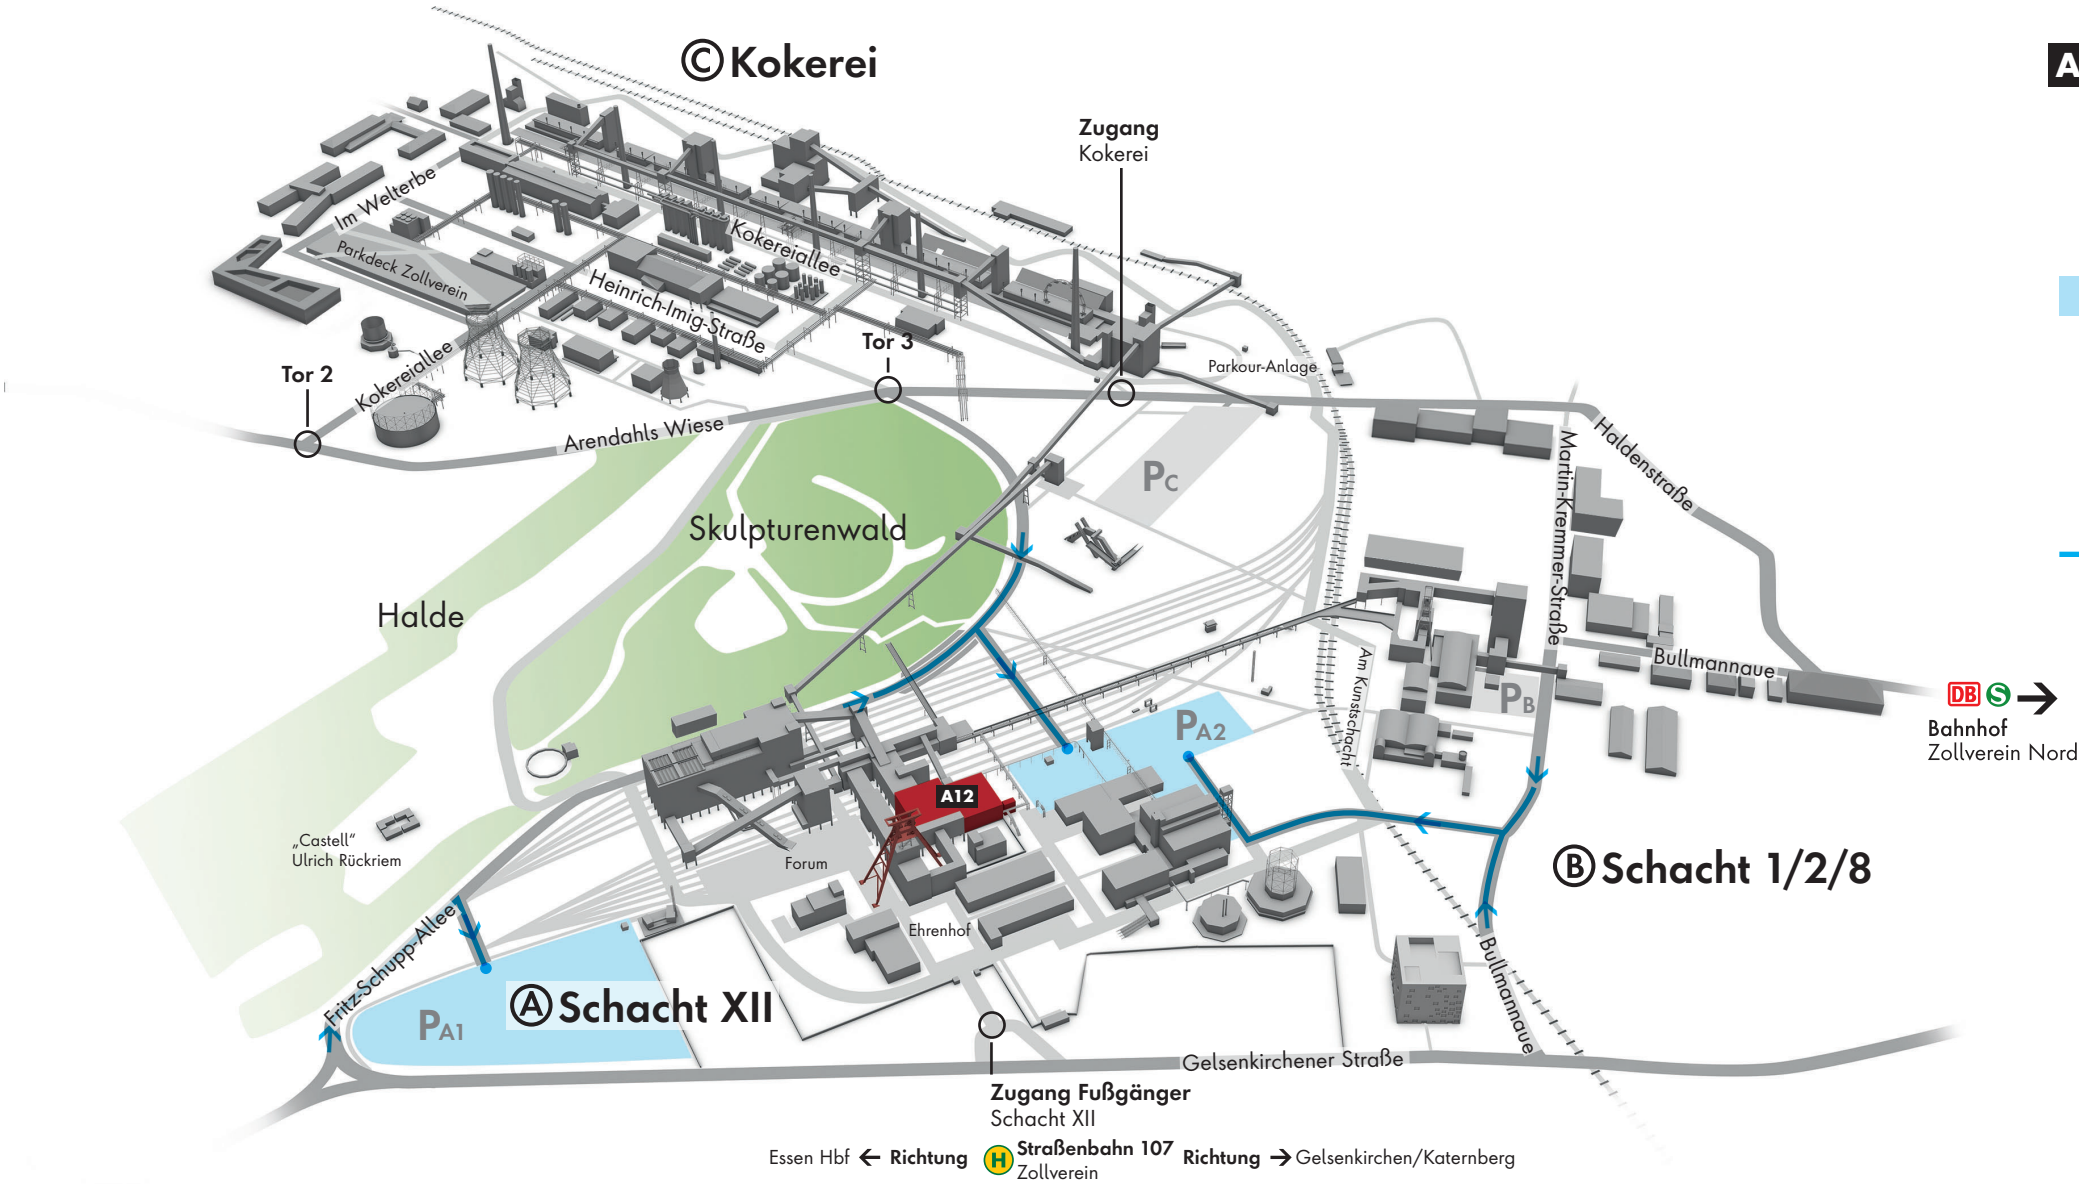 C Kokerei
A
Zugang
Kokerei
Im Welterbe
Parkdeck Zollverein
Kokereiallee
Heinrich-Imig-Straße
Tor 3
Tor 2
Kokereiallee
Parkour-Anlage
Arendahls Wiese
Haldenstraße
Martin-Kremmer-Straße
PC
Skulpturenwald
Halde
Bullmannaue
Am Kunstschacht
PB
DB S
Bahnhof
Zollverein Nord
PA2
A12
„Castell“
Ulrich Rückriem
Forum
B Schacht 1/2/8
Ehrenhof
Fritz-Schupp-Allee
A Schacht XII
PA1
Bullmannaue
Gelsenkirchener Straße
Zugang Fußgänger
Schacht XII
Essen Hbf ← Richtung H Straßenbahn 107 Richtung → Gelsenkirchen/Katernberg
Zollverein